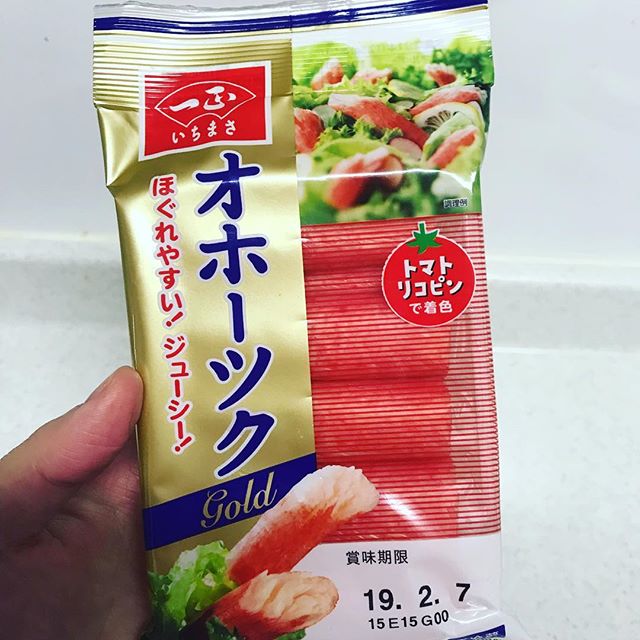 一正
いちまさ
オホーツク
ほぐれやすい!ジューシー!
Gold
調理例
トマト
リコピン
で着色
賞味期限
19. 2. 7
15E15G00